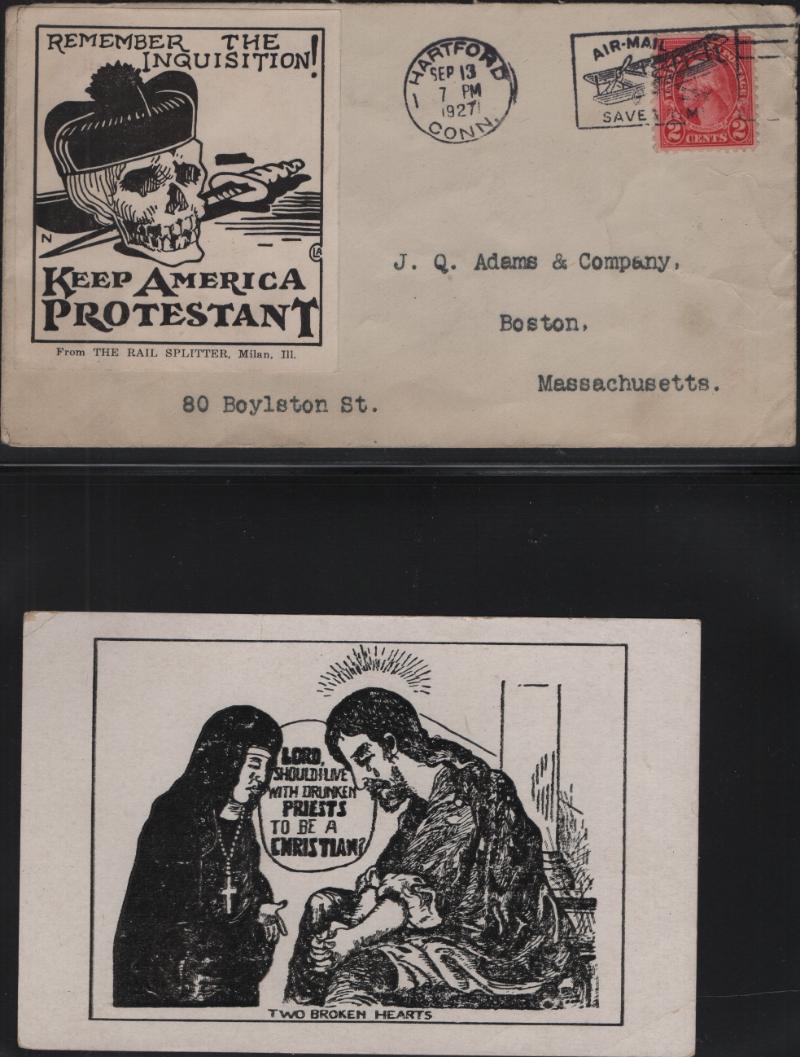 REMEMBER THE
INQUISITION!
N
LA
KEEP AMERICA
PROTESTANT
From THE RAIL SPLITTER, Milan, Ill.
HARTFORD
SEP 13
1 7 PM
1927
CONN.
AIR-MAIL
SAVE
2 CENTS 2
J. Q. Adams & Company,
Boston,
Massachusetts.
80 Boylston St.
LORD,
SHOULD I LIVE
WITH DRUNKEN
PRIESTS
TO BE A
CHRISTIAN?
TWO BROKEN HEARTS